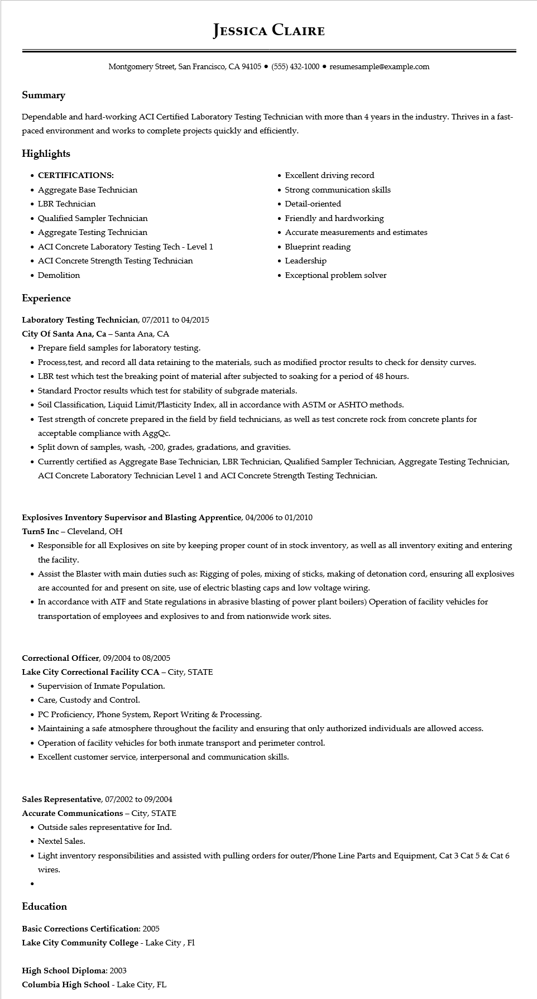 Jessica Claire
Montgomery Street, San Francisco, CA 94105 ● (555) 432-1000 ● resumesample@example.com
Summary
Dependable and hard-working ACI Certified Laboratory Testing Technician with more than 4 years in the industry. Thrives in a fast-
paced environment and works to complete projects quickly and efficiently.
Highlights
• CERTIFICATIONS:
• Aggregate Base Technician
• LBR Technician
• Qualified Sampler Technician
• Aggregate Testing Technician
• ACI Concrete Laboratory Testing Tech - Level 1
• ACI Concrete Strength Testing Technician
• Demolition
• Excellent driving record
• Strong communication skills
• Detail-oriented
• Friendly and hardworking
• Accurate measurements and estimates
• Blueprint reading
• Leadership
• Exceptional problem solver
Experience
Laboratory Testing Technician, 07/2011 to 04/2015
City Of Santa Ana, Ca – Santa Ana, CA
• Prepare field samples for laboratory testing.
• Process,test, and record all data retaining to the materials, such as modified proctor results to check for density curves.
• LBR test which test the breaking point of material after subjected to soaking for a period of 48 hours.
• Standard Proctor results which test for stability of subgrade materials.
• Soil Classification, Liquid Limit/Plasticity Index, all in accordance with ASTM or ASHTO methods.
• Test strength of concrete prepared in the field by field technicians, as well as test concrete rock from concrete plants for
acceptable compliance with AggQc.
• Split down of samples, wash, -200, grades, gradations, and gravities.
• Currently certified as Aggregate Base Technician, LBR Technician, Qualified Sampler Technician, Aggregate Testing Technician,
ACI Concrete Laboratory Technician Level 1 and ACI Concrete Strength Testing Technician.
Explosives Inventory Supervisor and Blasting Apprentice, 04/2006 to 01/2010
Turn5 Inc – Cleveland, OH
• Responsible for all Explosives on site by keeping proper count of in stock inventory, as well as all inventory exiting and entering
the facility.
• Assist the Blaster with main duties such as: Rigging of poles, mixing of sticks, making of detonation cord, ensuring all explosives
are accounted for and present on site, use of electric blasting caps and low voltage wiring.
• In accordance with ATF and State regulations in abrasive blasting of power plant boilers) Operation of facility vehicles for
transportation of employees and explosives to and from nationwide work sites.
Correctional Officer, 09/2004 to 08/2005
Lake City Correctional Facility CCA – City, STATE
• Supervision of Inmate Population.
• Care, Custody and Control.
• PC Proficiency, Phone System, Report Writing & Processing.
• Maintaining a safe atmosphere throughout the facility and ensuring that only authorized individuals are allowed access.
• Operation of facility vehicles for both inmate transport and perimeter control.
• Excellent customer service, interpersonal and communication skills.
Sales Representative, 07/2002 to 09/2004
Accurate Communications – City, STATE
• Outside sales representative for Ind.
• Nextel Sales.
• Light inventory responsibilities and assisted with pulling orders for outer/Phone Line Parts and Equipment, Cat 3 Cat 5 & Cat 6
wires.
•
Education
Basic Corrections Certification: 2005
Lake City Community College - Lake City , Fl
High School Diploma: 2003
Columbia High School - Lake City, FL